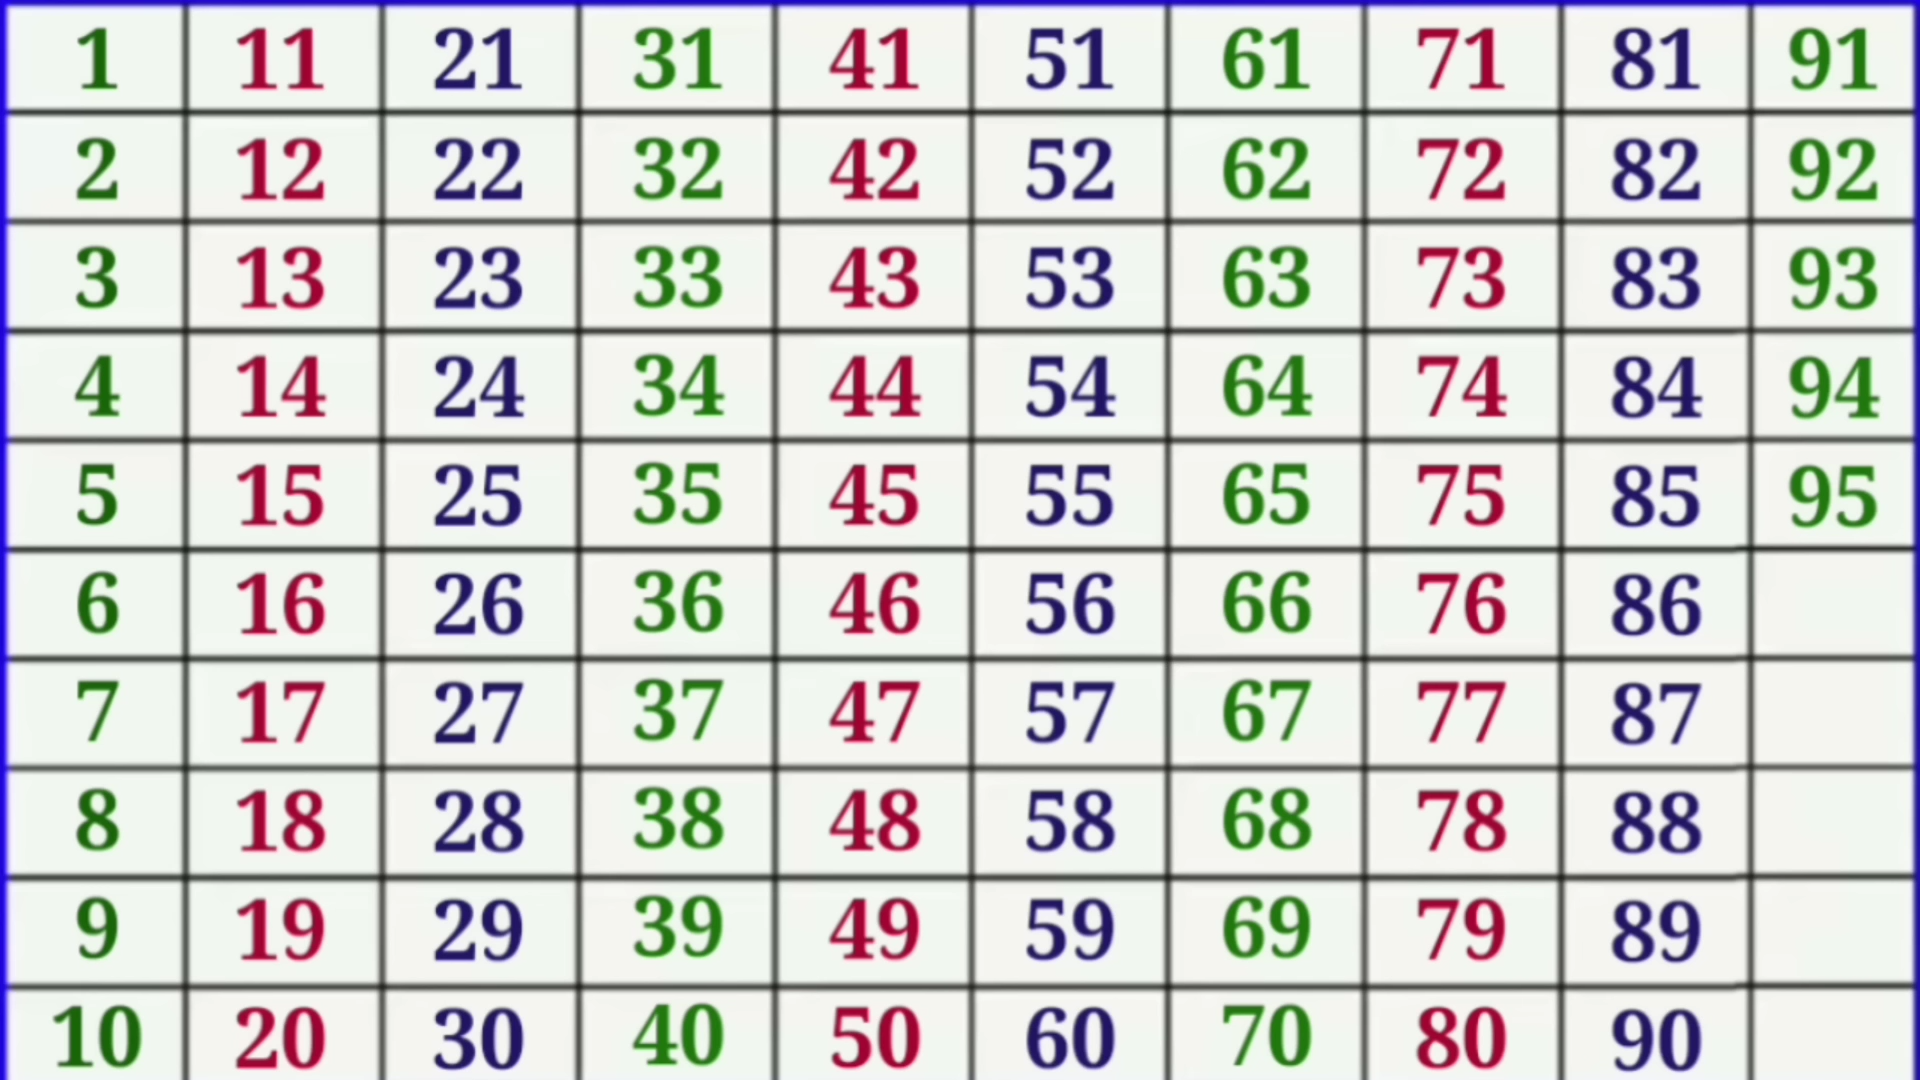 1 11 21 31 41 51 61 71 81 91
2 12 22 32 42 52 62 72 82 92
3 13 23 33 43 53 63 73 83 93
4 14 24 34 44 54 64 74 84 94
5 15 25 35 45 55 65 75 85 95
6 16 26 36 46 56 66 76 86
7 17 27 37 47 57 67 77 87
8 18 28 38 48 58 68 78 88
9 19 29 39 49 59 69 79 89
10 20 30 40 50 60 70 80 90